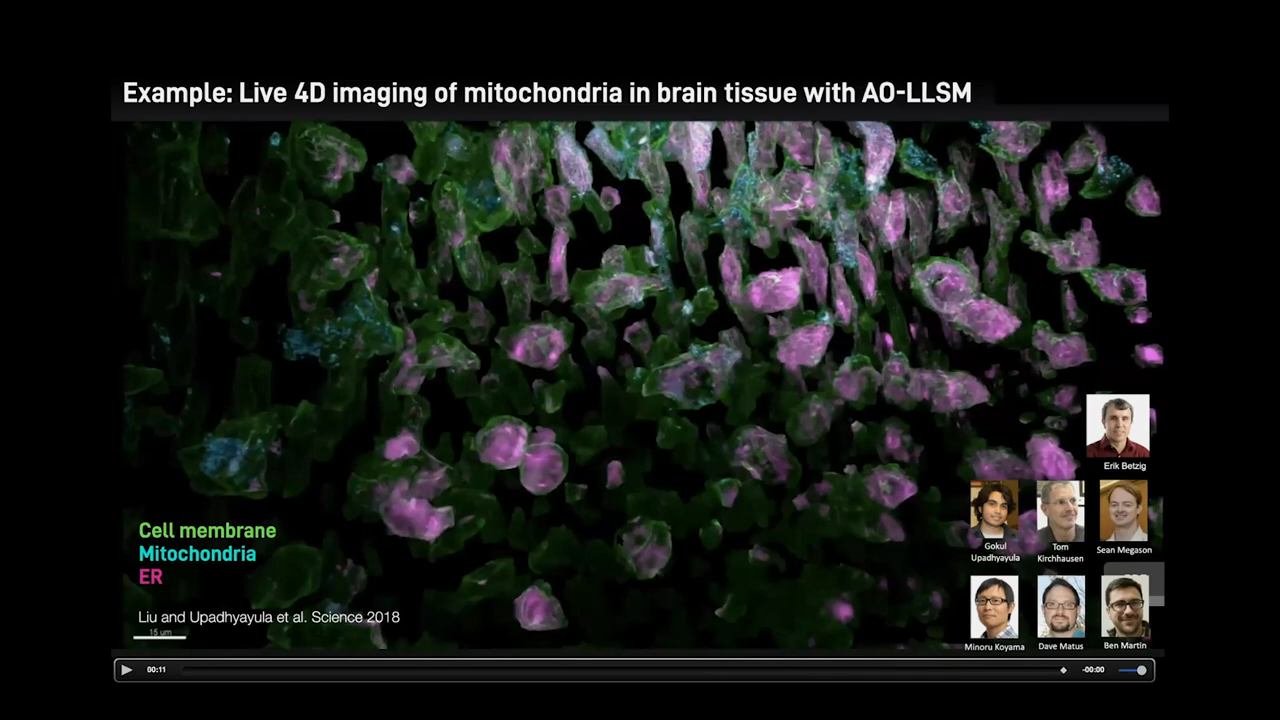 Example: Live 4D imaging of mitochondria in brain tissue with AO-LLSM
Erik Betzig
Gokul
Upadhyayula
Tom
Kirchhausen
Sean Megason
Cell membrane
Mitochondria
ER
Liu and Upadhyayula et al. Science 2018
15 um
Minoru Koyama
Dave Matus
Ben Martin
00:11
-00:00